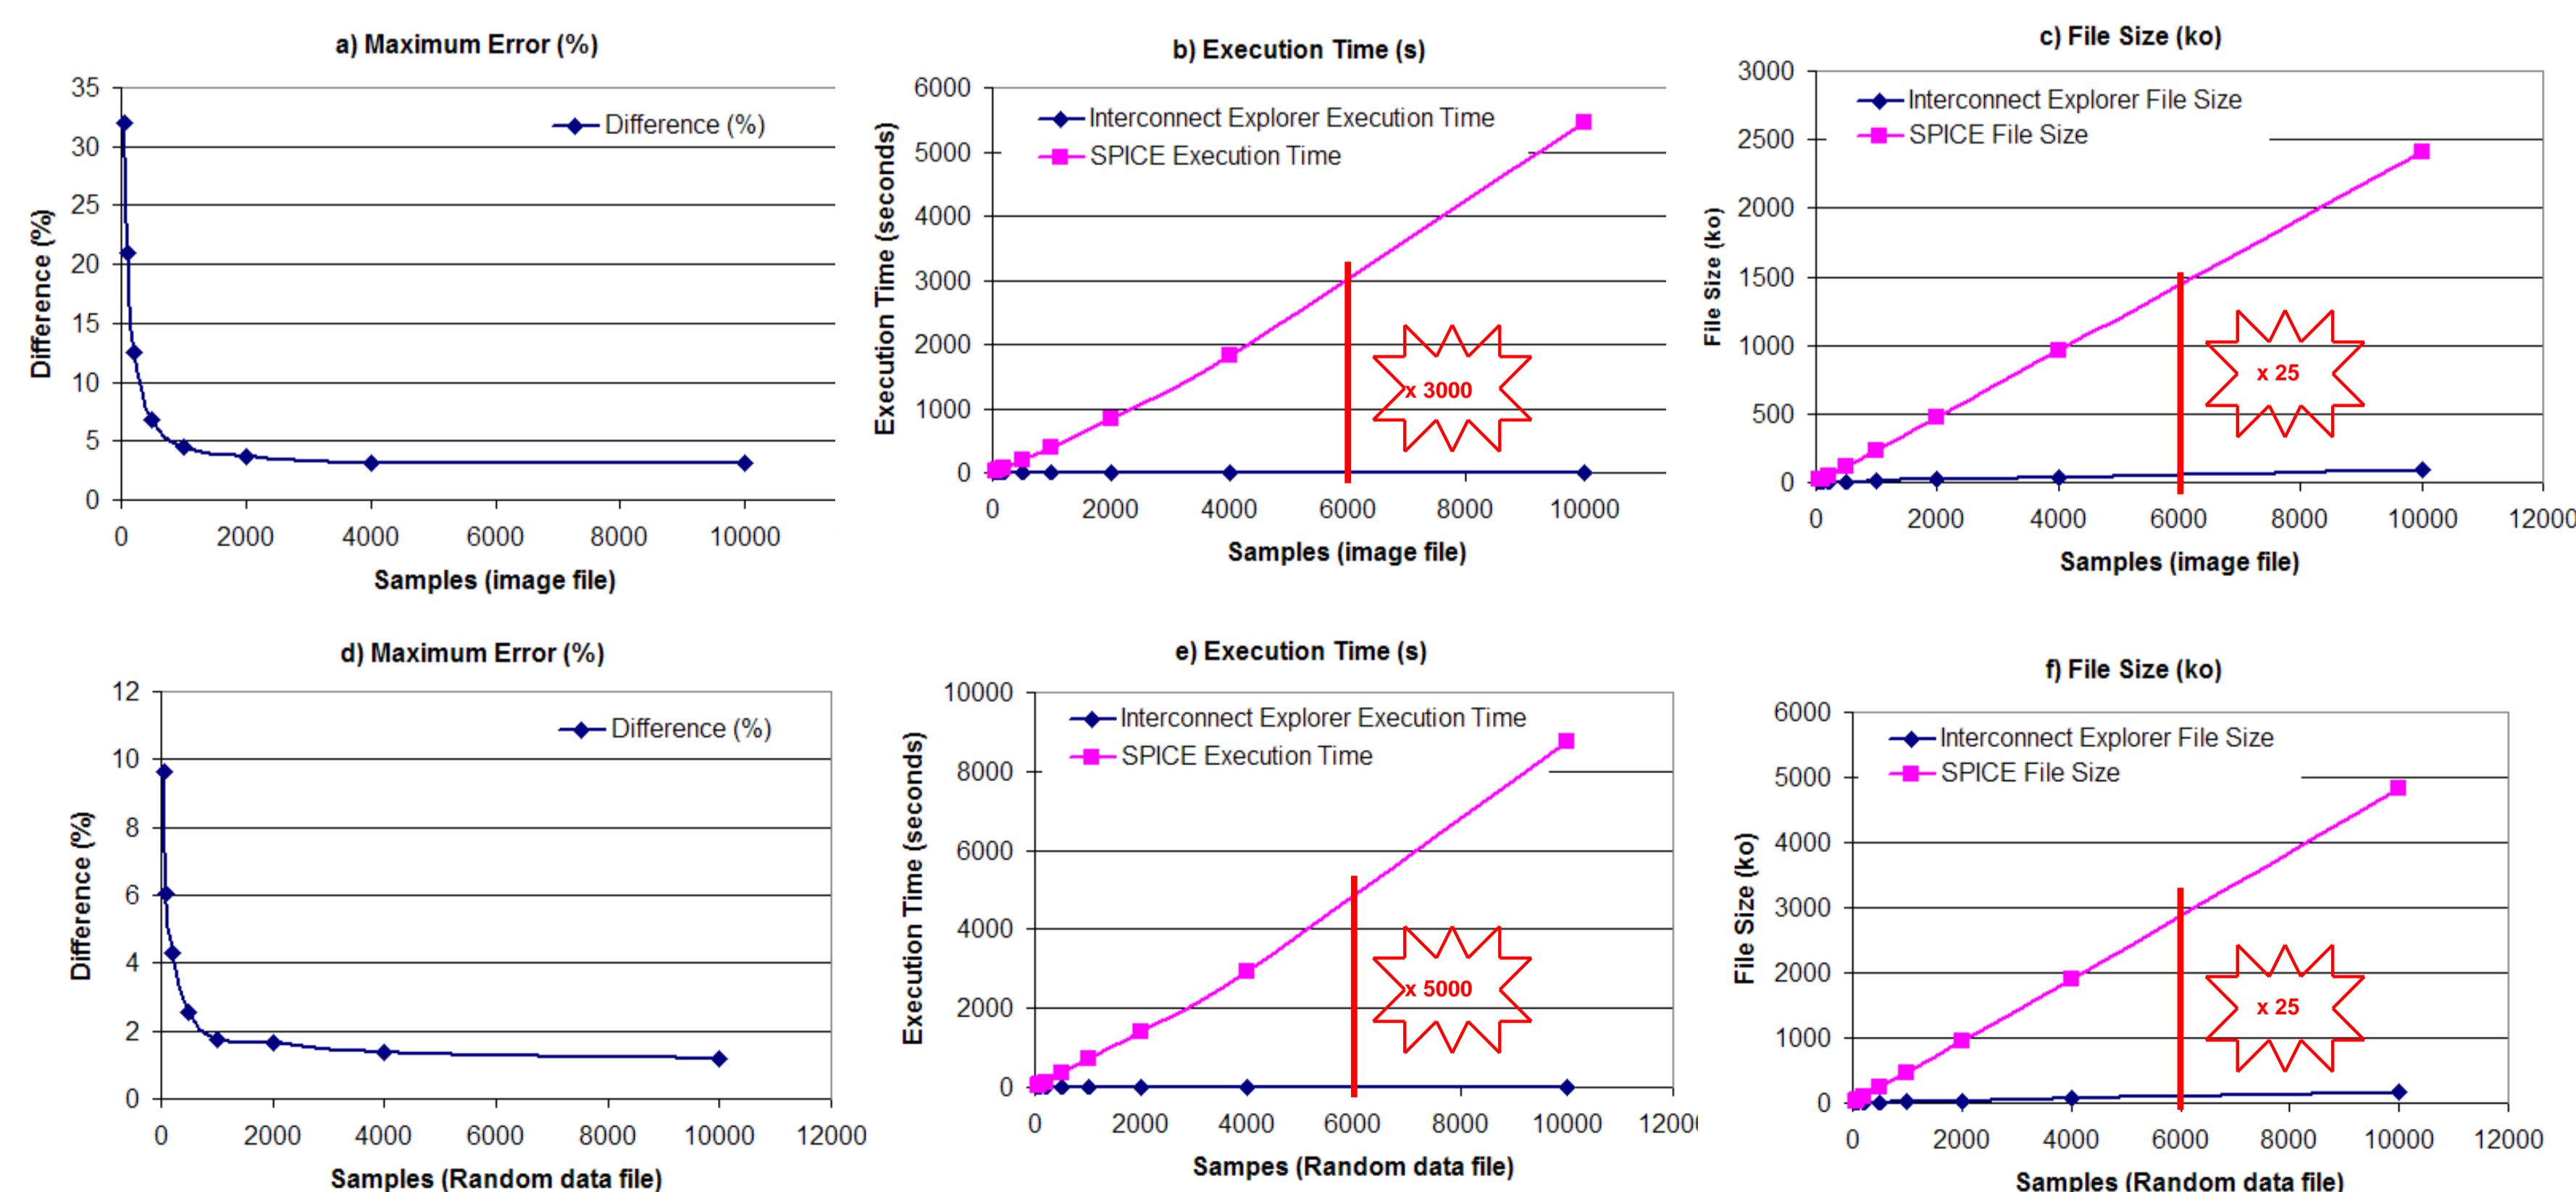 a) Maximum Error (%)
35
30
25
20
15
10
5
0
Difference (%)
Difference (%)
0 2000 4000 6000 8000 10000
Samples (image file)
b) Execution Time (s)
6000
5000
4000
3000
2000
1000
0
Execution Time (seconds)
Interconnect Explorer Execution Time
SPICE Execution Time
x 3000
0 2000 4000 6000 8000 10000
Samples (image file)
c) File Size (ko)
3000
2500
2000
1500
1000
500
0
File Size (ko)
Interconnect Explorer File Size
SPICE File Size
x 25
0 2000 4000 6000 8000 10000 12000
Samples (image file)
d) Maximum Error (%)
12
10
8
6
4
2
0
Difference (%)
Difference (%)
0 2000 4000 6000 8000 10000 12000
Samples (Random data file)
e) Execution Time (s)
10000
8000
6000
4000
2000
0
Execution Time (seconds)
Interconnect Explorer Execution Time
SPICE Execution Time
x 5000
0 2000 4000 6000 8000 10000 1200
Sampes (Random data file)
f) File Size (ko)
6000
5000
4000
3000
2000
1000
0
File Size (ko)
Interconnect Explorer File Size
SPICE File Size
x 25
0 2000 4000 6000 8000 10000 12000
Samples (Random data file)